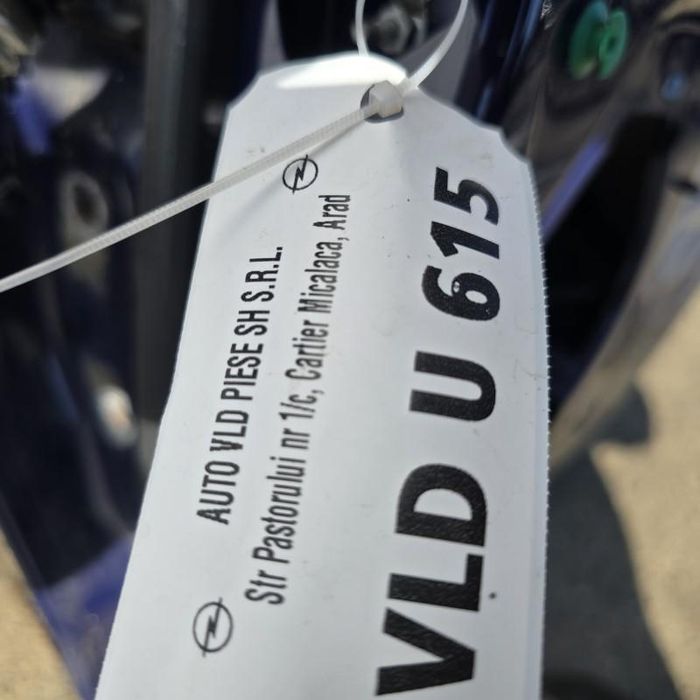 AUTO VLD PIESE SH S.R.L.
Str Pastorului nr 1/c, Cartier Micalaca, Arad
VLD U 615